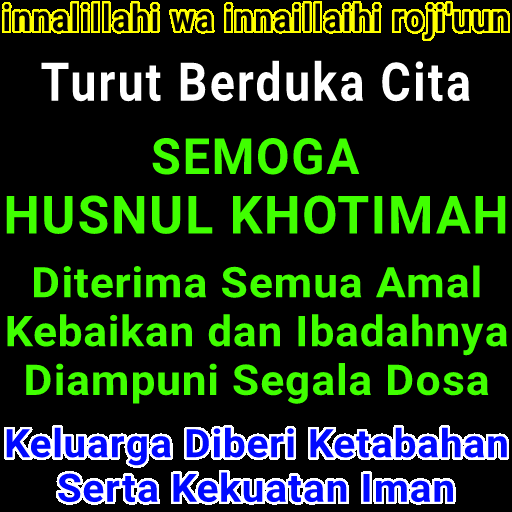 innalillahi wa innaillaihi roji'uun
Turut Berduka Cita
SEMOGA
HUSNUL KHOTIMAH
Diterima Semua Amal
Kebaikan dan Ibadahnya
Diampuni Segala Dosa
Keluarga Diberi Ketabahan
Serta Kekuatan Iman